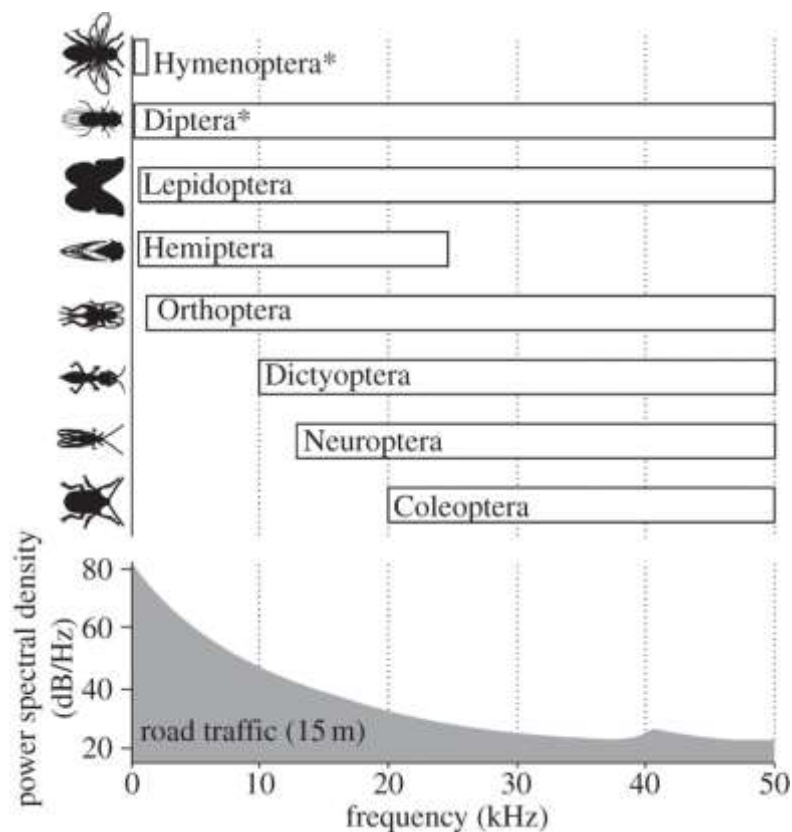 Hymenoptera*
Diptera*
Lepidoptera
Hemiptera
Orthoptera
Dictyoptera
Neuroptera
Coleoptera
power spectral density
(dB/Hz)
80
60
40
20
road traffic (15 m)
0 10 20 30 40 50
frequency (kHz)